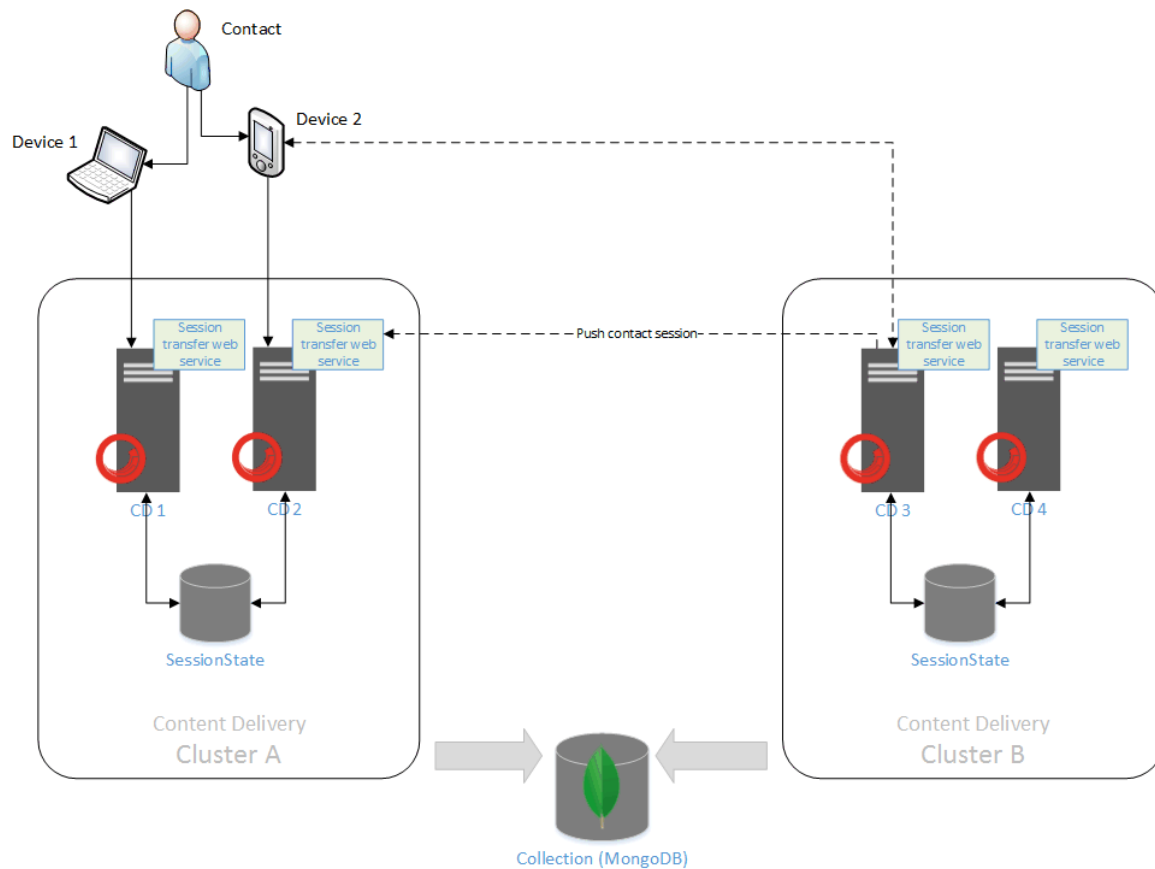 Contact
Device 1
Device 2
Session
transfer web
service
Session
transfer web
service
Push contact session
Session
transfer web
service
Session
transfer web
service
CD 1
CD 2
CD 3
CD 4
SessionState
SessionState
Content Delivery
Cluster A
Content Delivery
Cluster B
Collection (MongoDB)